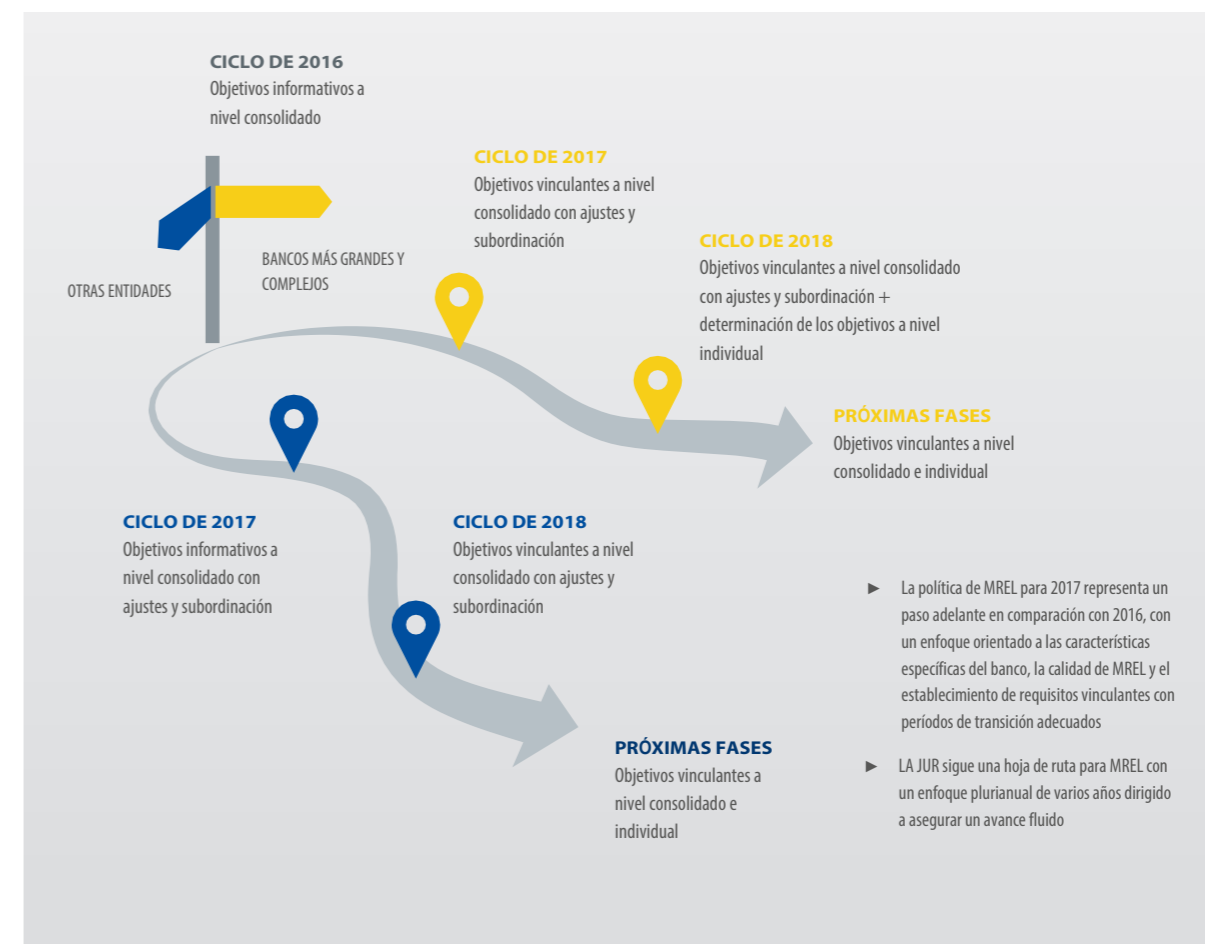 CICLO DE 2016
Objetivos informativos a
nivel consolidado
OTRAS ENTIDADES
BANCOS MÁS GRANDES Y
COMPLEJOS
CICLO DE 2017
Objetivos vinculantes a nivel
consolidado con ajustes y
subordinación
CICLO DE 2018
Objetivos vinculantes a nivel consolidado
con ajustes y subordinación +
determinación de los objetivos a nivel
individual
PRÓXIMAS FASES
Objetivos vinculantes a nivel
consolidado e individual
CICLO DE 2017
Objetivos informativos a
nivel consolidado con
ajustes y subordinación
CICLO DE 2018
Objetivos vinculantes a nivel
consolidado con ajustes y
subordinación
PRÓXIMAS FASES
Objetivos vinculantes a
nivel consolidado e
individual
► La política de MREL para 2017 representa un
paso adelante en comparación con 2016, con
un enfoque orientado a las características
específicas del banco, la calidad de MREL y el
establecimiento de requisitos vinculantes con
períodos de transición adecuados
► LA JUR sigue una hoja de ruta para MREL con
un enfoque plurianual de varios años dirigido
a asegurar un avance fluido